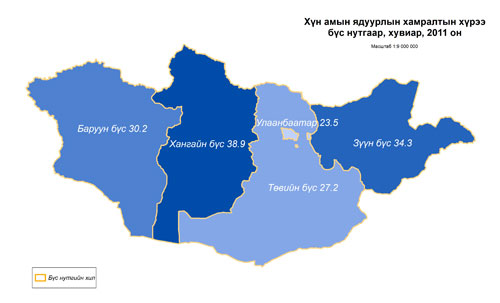 Хүн амын ядуурлын хамралтын хүрээ
бүс нутгаар, хувиар, 2011 он
Масштаб 1:9 000 000
Улаанбаатар 23.5
Баруун бүс 30.2
Хангайн бүс 38.9
Зүүн бүс 34.3
Төвийн бүс 27.2
Бүс нутгийн хил